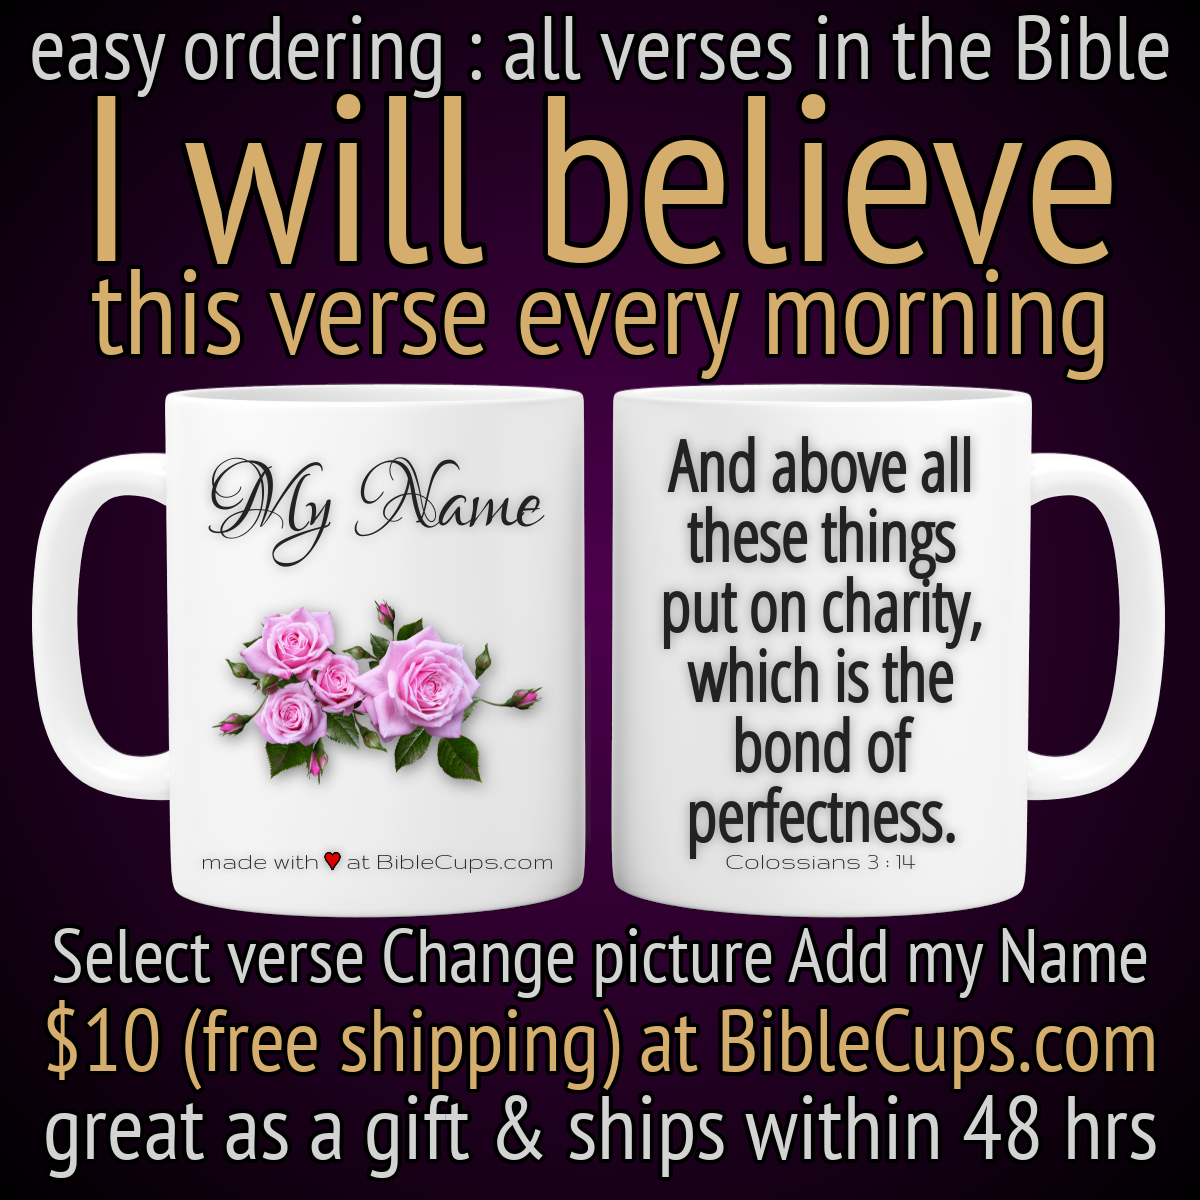 easy ordering : all verses in the Bible
I will believe
this verse every morning
My Name
made with ♥ at BibleCups.com
And above all
these things
put on charity,
which is the
bond of
perfectness.
Colossians 3 : 14
Select verse Change picture Add my Name
$10 (free shipping) at BibleCups.com
great as a gift & ships within 48 hrs